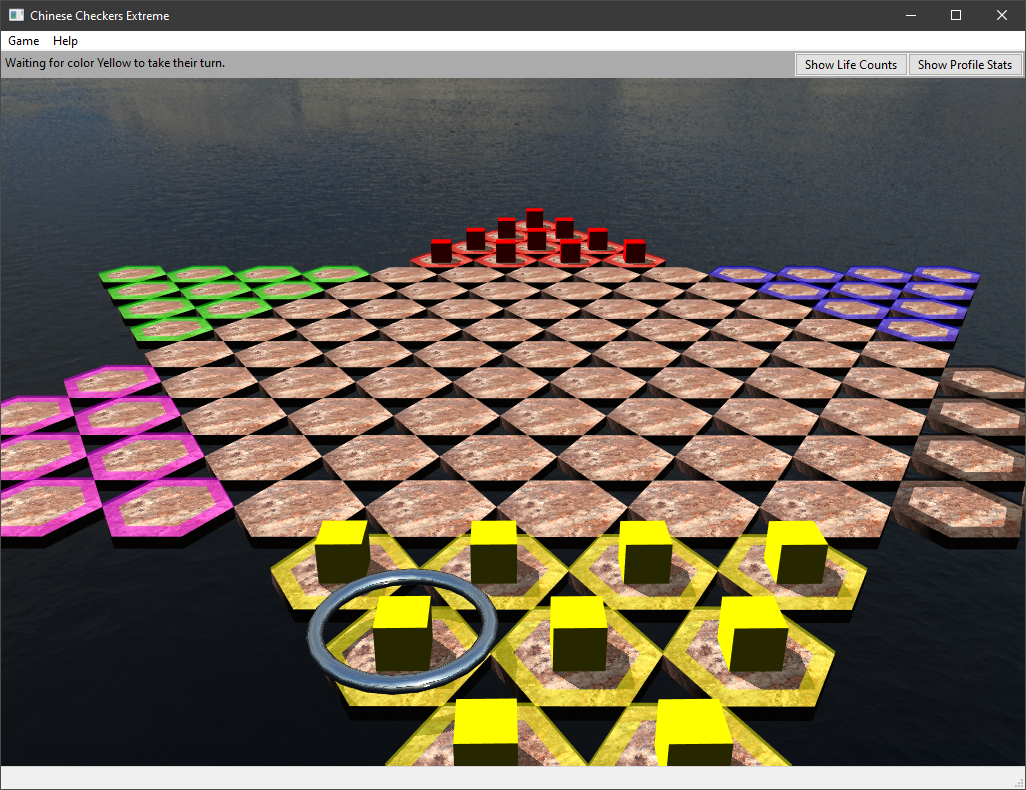 Chinese Checkers Extreme
Game Help
Waiting for color Yellow to take their turn.
Show Life Counts
Show Profile Stats